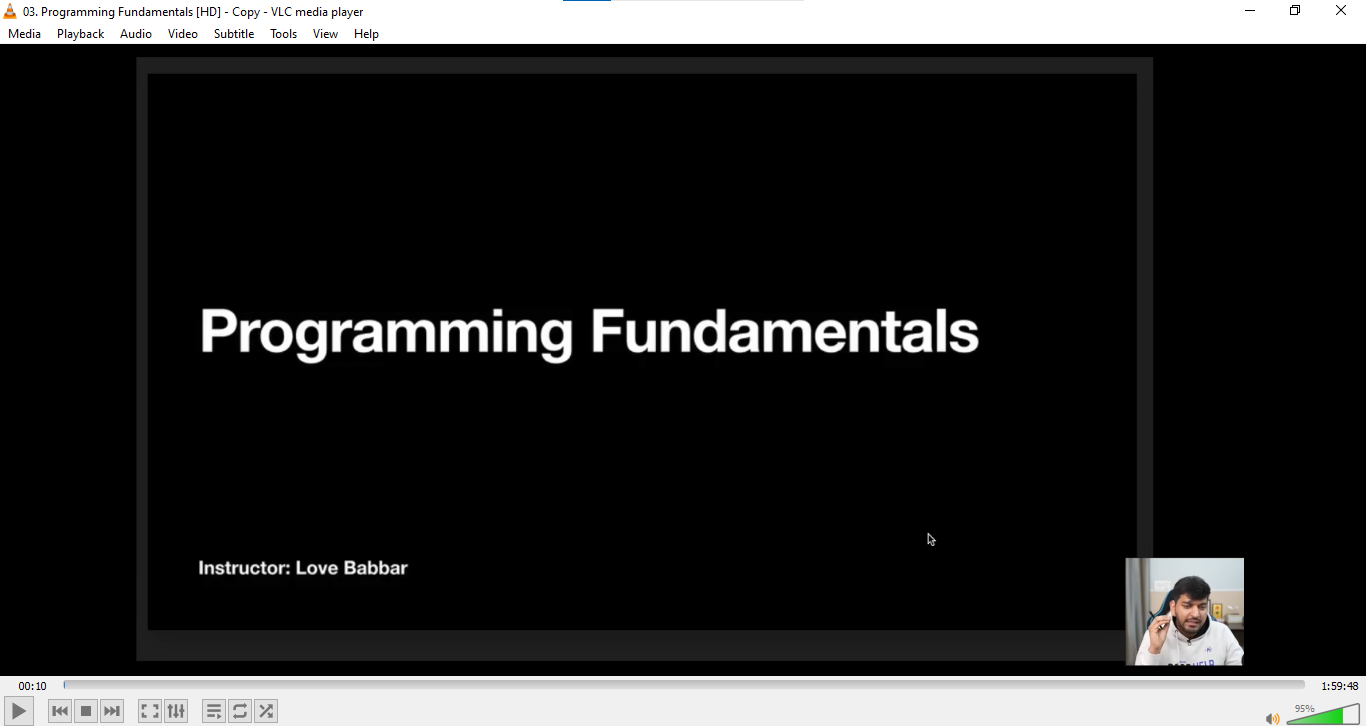 03. Programming Fundamentals [HD] - Copy - VLC media player
Media Playback Audio Video Subtitle Tools View Help
Programming Fundamentals
Instructor: Love Babbar
00:10
1:59:48
95%